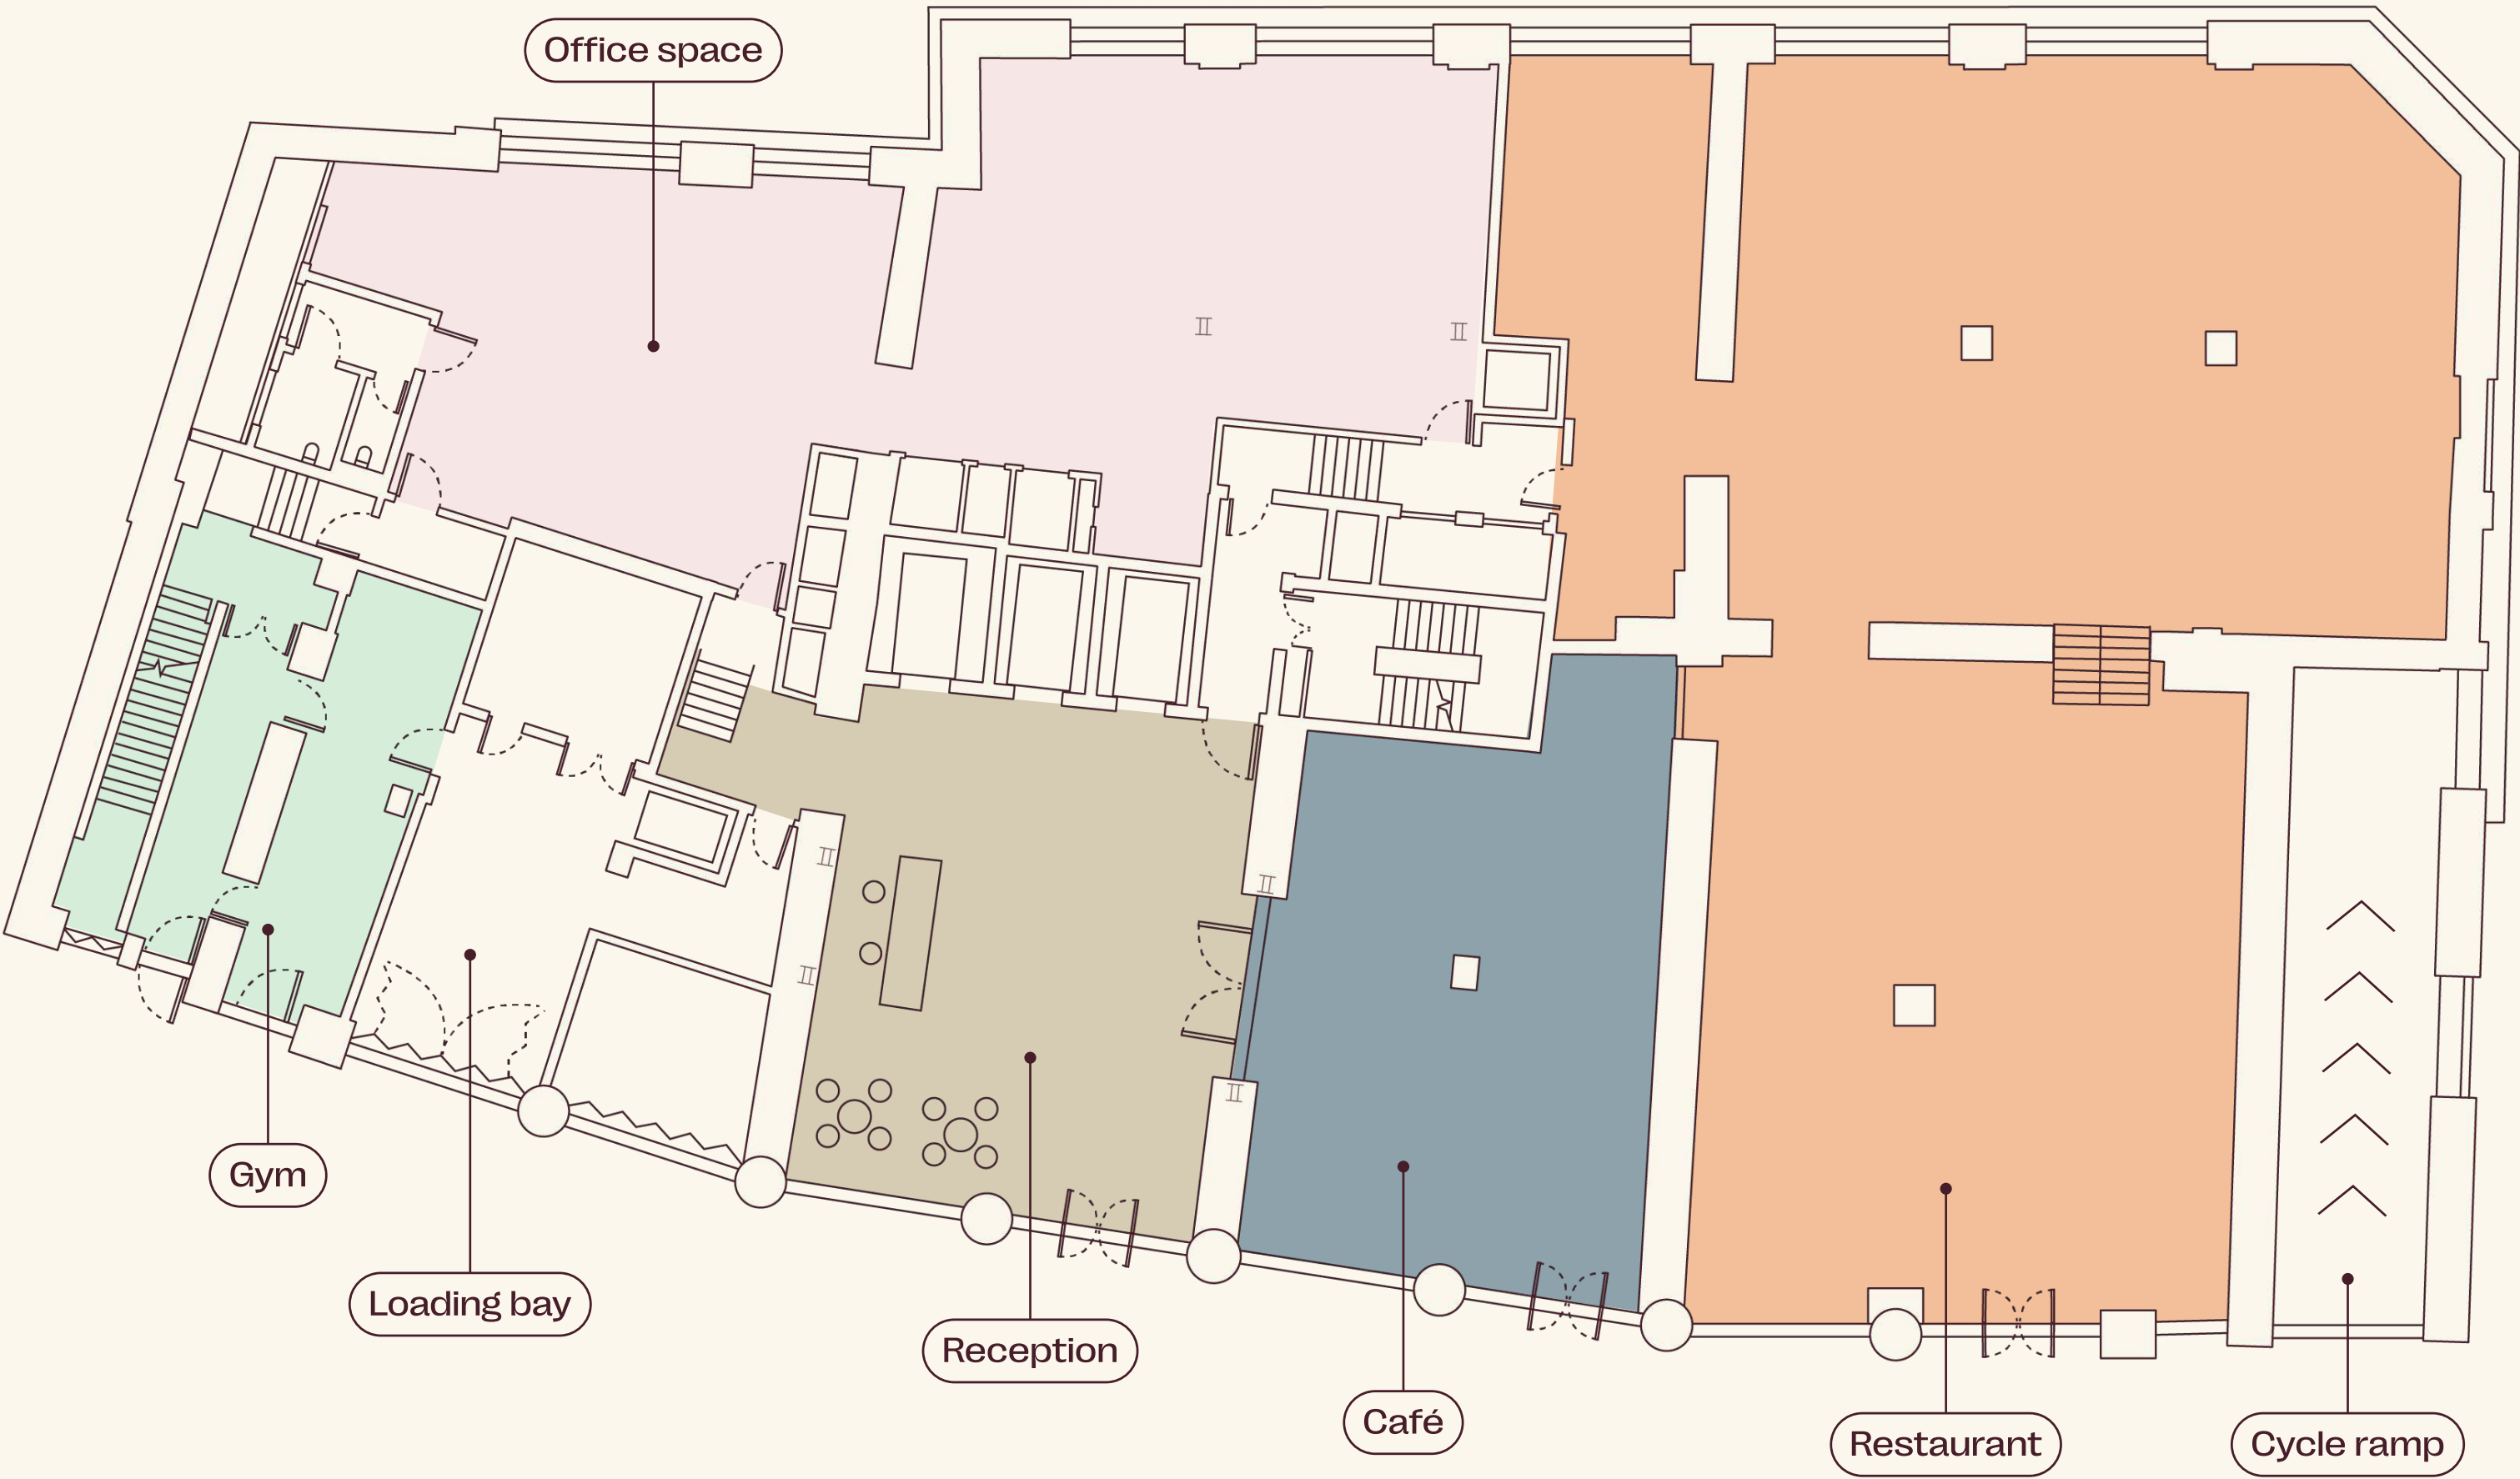 Office space
Gym
Loading bay
Reception
Café
Restaurant
Cycle ramp